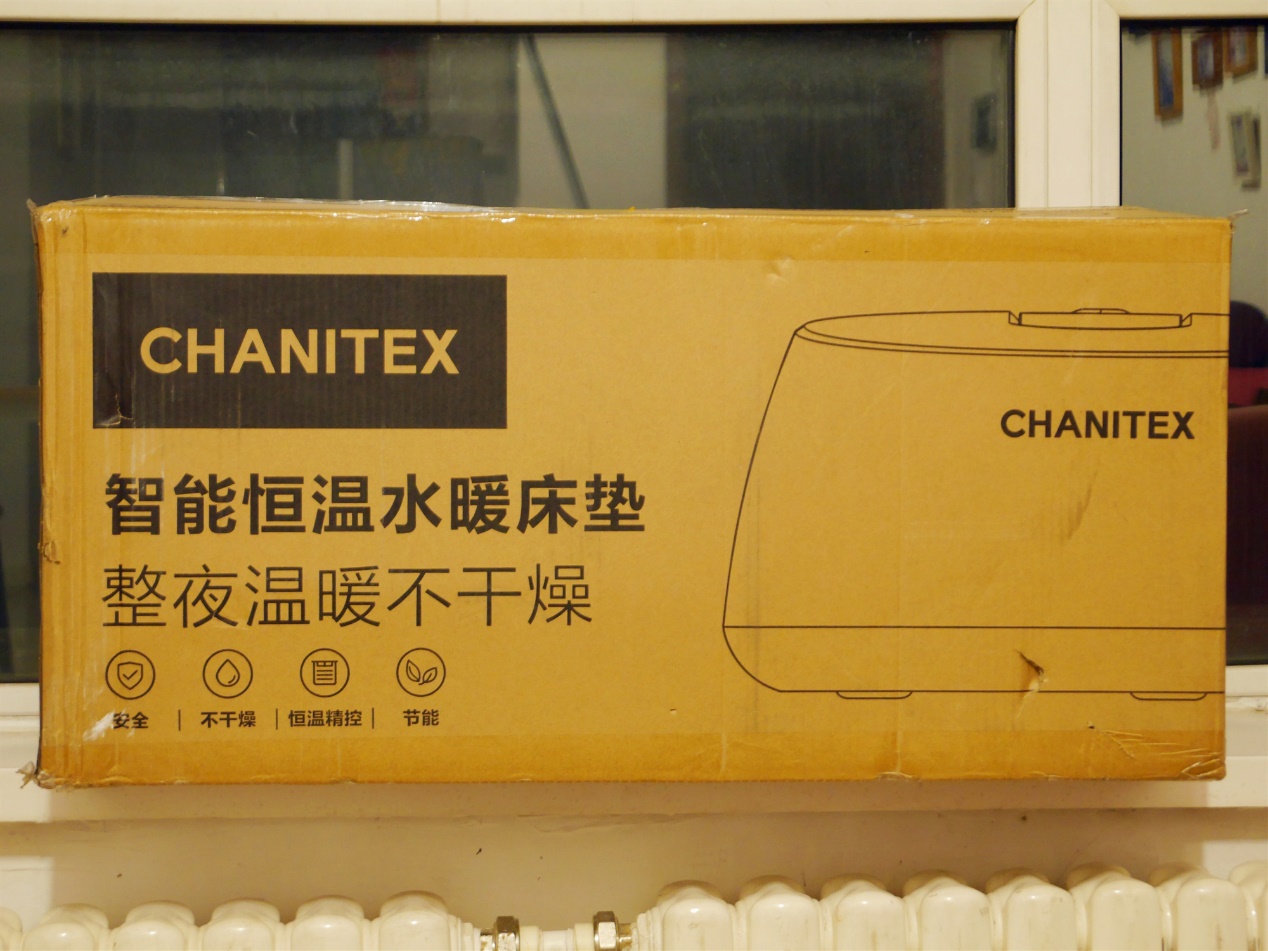 CHANITEX
CHANITEX
智能恒温水暖床垫
整夜温暖不干燥
安全 | 不干燥 | 恒温精控 | 节能